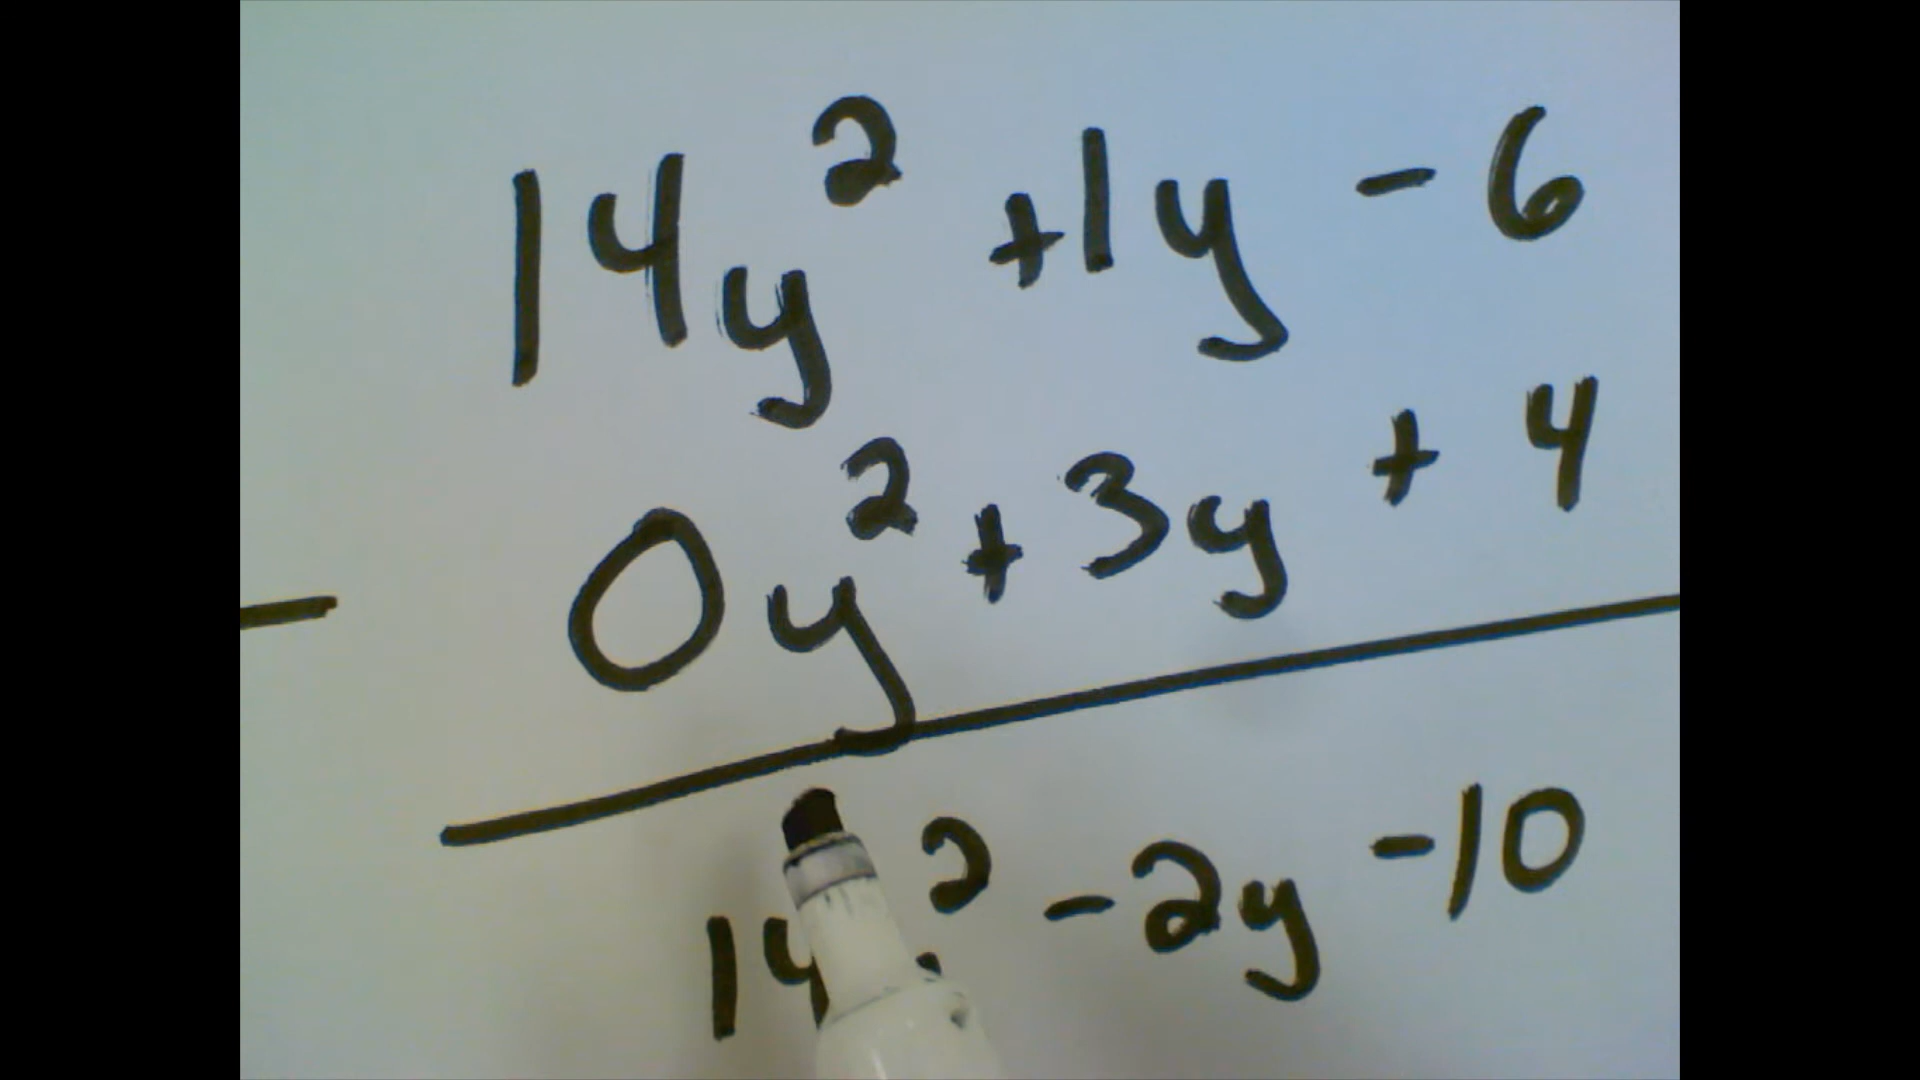 14y² + 1y - 6
- 0y² + 3y + 4
14 ² - 2y - 10